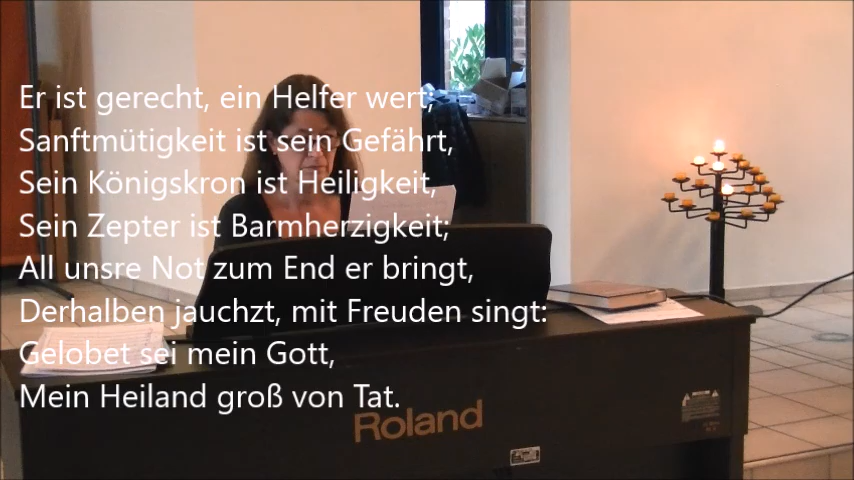 Er ist gerecht, ein Helfer wert;
Sanftmütigkeit ist sein Gefährt,
Sein Königskron ist Heiligkeit,
Sein Zepter ist Barmherzigkeit;
All unsre Not zum End er bringt,
Derhalben jauchzt, mit Freuden singt:
Gelobet sei mein Gott,
Mein Heiland groß von Tat.
Roland